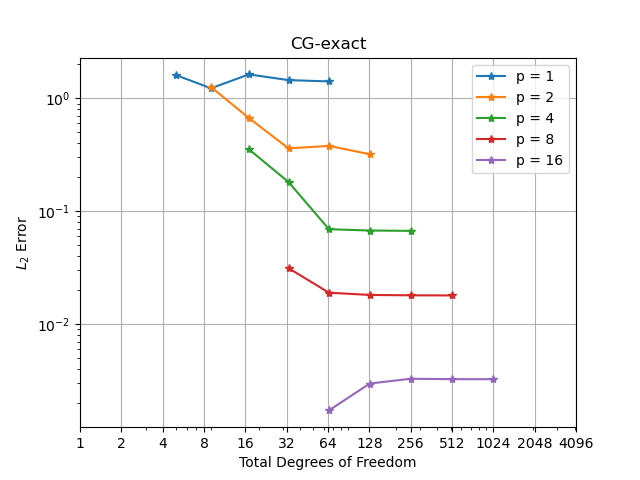 CG-exact
p = 1
p = 2
p = 4
p = 8
p = 16
10⁰
10⁻¹
10⁻²
L₂ Error
1 2 4 8 16 32 64 128 256 512 1024 2048 4096
Total Degrees of Freedom